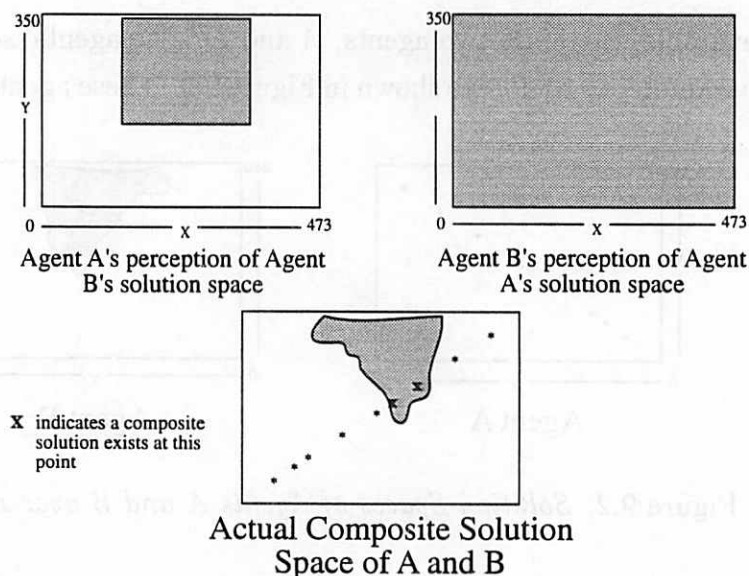 350
Y
0
X
473
Agent A's perception of Agent
B's solution space
350
0
X
473
Agent B's perception of Agent
A's solution space
X indicates a composite
solution exists at this
point
Actual Composite Solution
Space of A and B